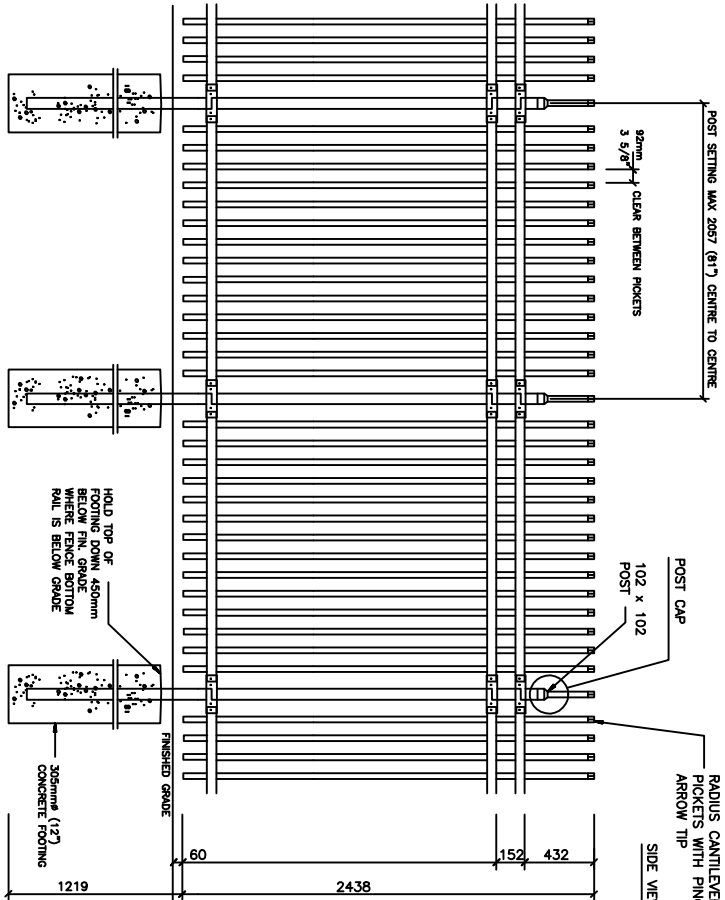 POST SETTING MAX 2057 (81") CENTRE TO CENTRE
92mm
3 5/8"
CLEAR BETWEEN PICKETS
POST CAP
102 x 102
POST
RADIUS CANTILEVER
PICKETS WITH
ARROW TIP
SIDE
HOLD TOP OF
FOOTING DOWN 450mm
BELOW FIN. GRADE
WHERE FENCE BOTTOM
RAIL IS BELOW GRADE
FINISHED GRADE
305mmø (12")
CONCRETE FOOTING
60
152
432
1219
2438